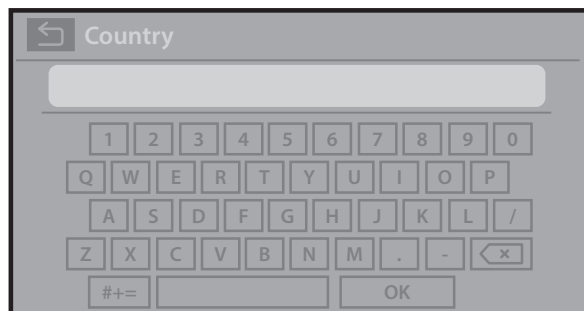 Country
1 2 3 4 5 6 7 8 9 0
Q W E R T Y U I O P
A S D F G H J K L /
Z X C V B N M . - ×
#+= OK